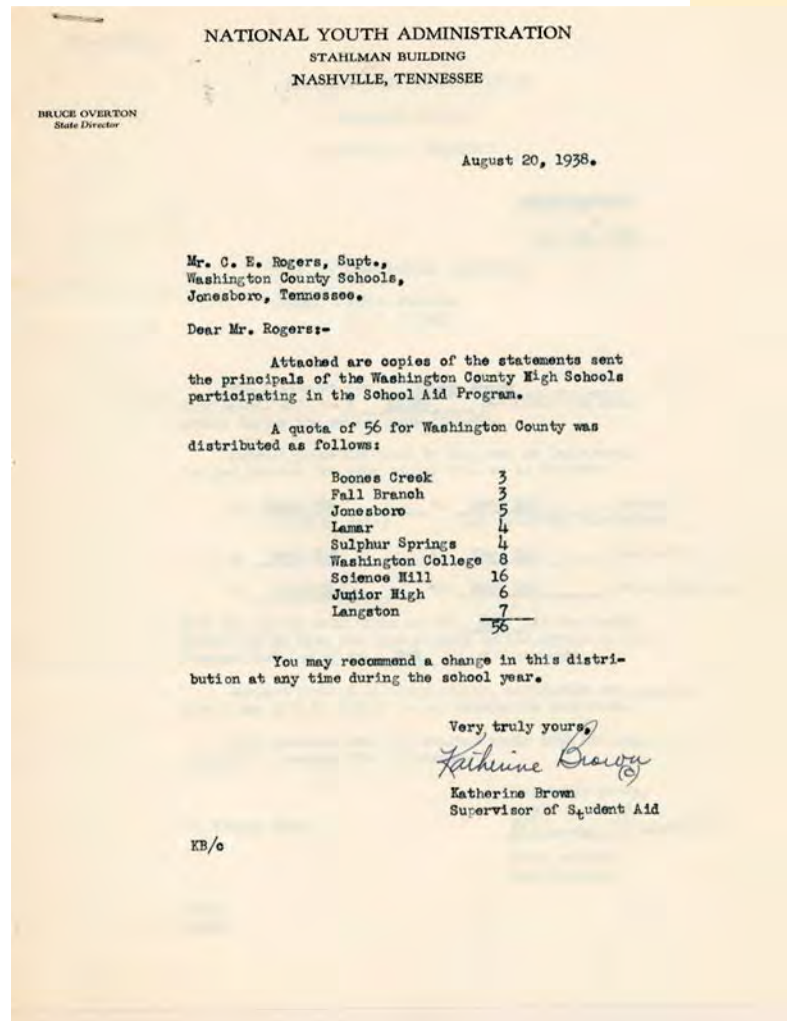 NATIONAL YOUTH ADMINISTRATION
STAHLMAN BUILDING
NASHVILLE, TENNESSEE
BRUCE OVERTON
State Director
August 20, 1938.
Mr. C. E. Rogers, Supt.,
Washington County Schools,
Jonesboro, Tennessee.
Dear Mr. Rogers:-
Attached are copies of the statements sent
the principals of the Washington County High Schools
participating in the School Aid Program.
A quota of 56 for Washington County was
distributed as follows:
Boones Creek 3
Fall Branch 3
Jonesboro 5
Lamar 4
Sulphur Springs 4
Washington College 8
Science Hill 16
Junior High 6
Langston 7
56
You may recommend a change in this distri-
bution at any time during the school year.
Very truly yours,
Katherine Brown
(c)
Katherine Brown
Supervisor of Student Aid
KB/c